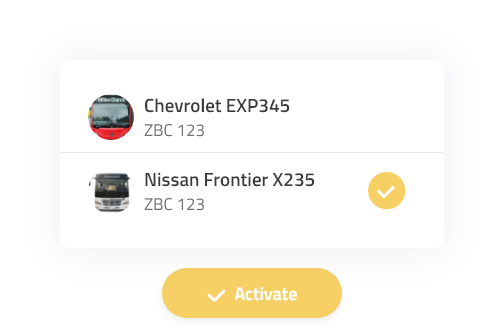 Chevrolet EXP345
ZBC 123
Nissan Frontier X235
ZBC 123
Activate